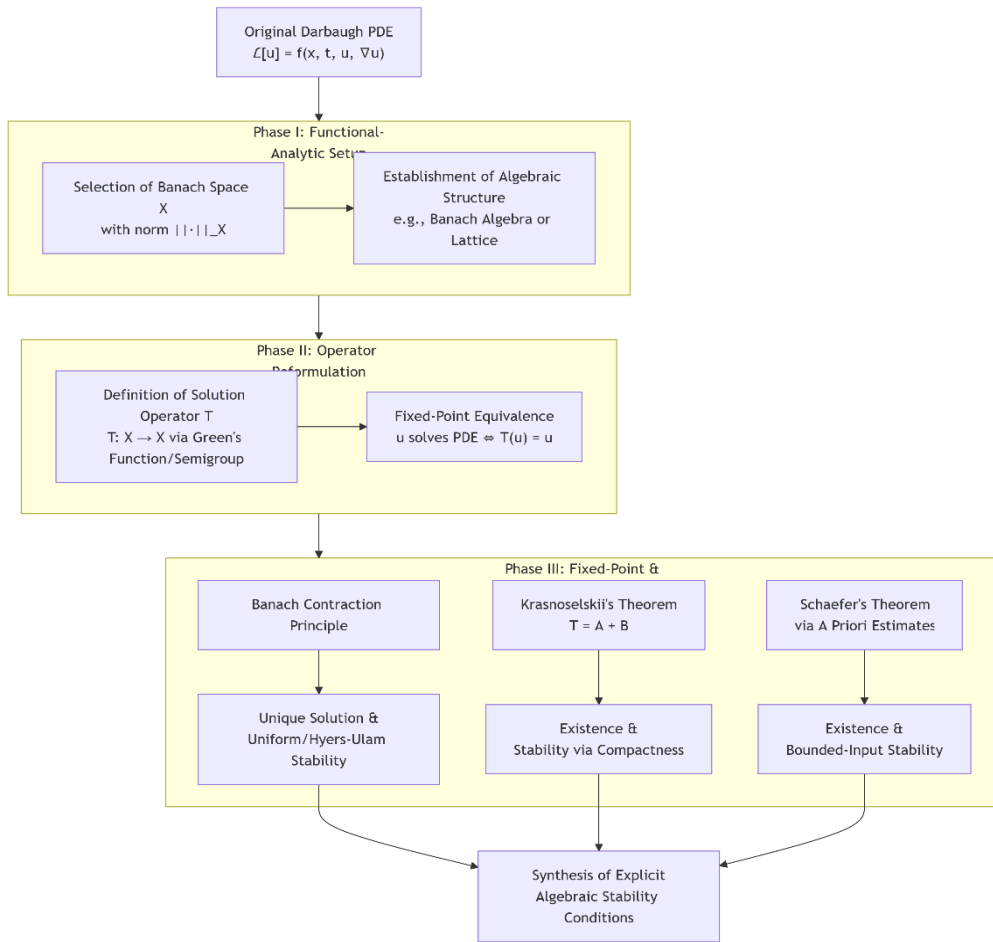 Original Darbaugh PDE
ℒ[u] = f(x, t, u, ∇u)
Phase I: Functional-
Analytic Setup
Selection of Banach Space
X
with norm ||·||_X
Establishment of Algebraic
Structure
e.g., Banach Algebra or
Lattice
Phase II: Operator
Reformulation
Definition of Solution
Operator T
T: X → X via Green's
Function/Semigroup
Fixed-Point Equivalence
u solves PDE ⇔ T(u) = u
Phase III: Fixed-Point &
Banach Contraction
Principle
Krasnoselskii's Theorem
T = A + B
Schaefer's Theorem
via A Priori Estimates
Unique Solution &
Uniform/Hyers-Ulam
Stability
Existence &
Stability via Compactness
Existence &
Bounded-Input Stability
Synthesis of Explicit
Algebraic Stability
Conditions